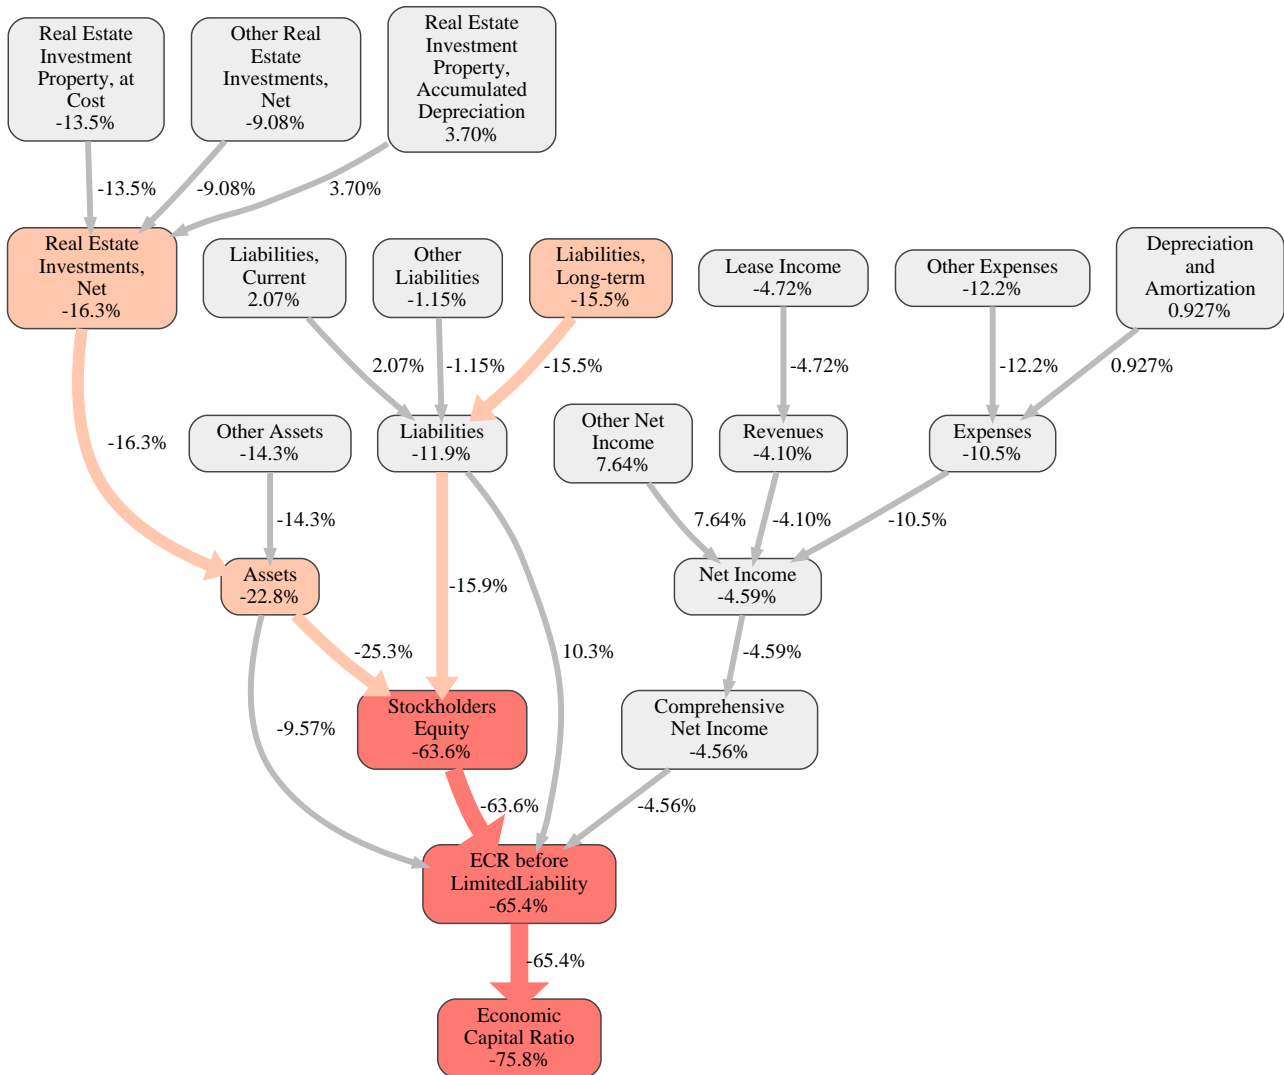 Real Estate
Investment
Property, at
Cost
-13.5%
Other Real
Estate
Investments,
Net
-9.08%
Real Estate
Investment
Property,
Accumulated
Depreciation
3.70%
-13.5%
-9.08%
3.70%
Real Estate
Investments,
Net
-16.3%
Liabilities,
Current
2.07%
Other
Liabilities
-1.15%
Liabilities,
Long-term
-15.5%
Lease Income
-4.72%
Other Expenses
-12.2%
Depreciation
and
Amortization
0.927%
2.07%
-1.15%
-15.5%
-4.72%
-12.2%
0.927%
-16.3%
Other Assets
-14.3%
Liabilities
-11.9%
Other Net
Income
7.64%
Revenues
-4.10%
Expenses
-10.5%
-14.3%
7.64%
-4.10%
-10.5%
Assets
-22.8%
-15.9%
Net Income
-4.59%
-25.3%
10.3%
-4.59%
-9.57%
Stockholders
Equity
-63.6%
Comprehensive
Net Income
-4.56%
-63.6%
-4.56%
ECR before
LimitedLiability
-65.4%
-65.4%
Economic
Capital Ratio
-75.8%